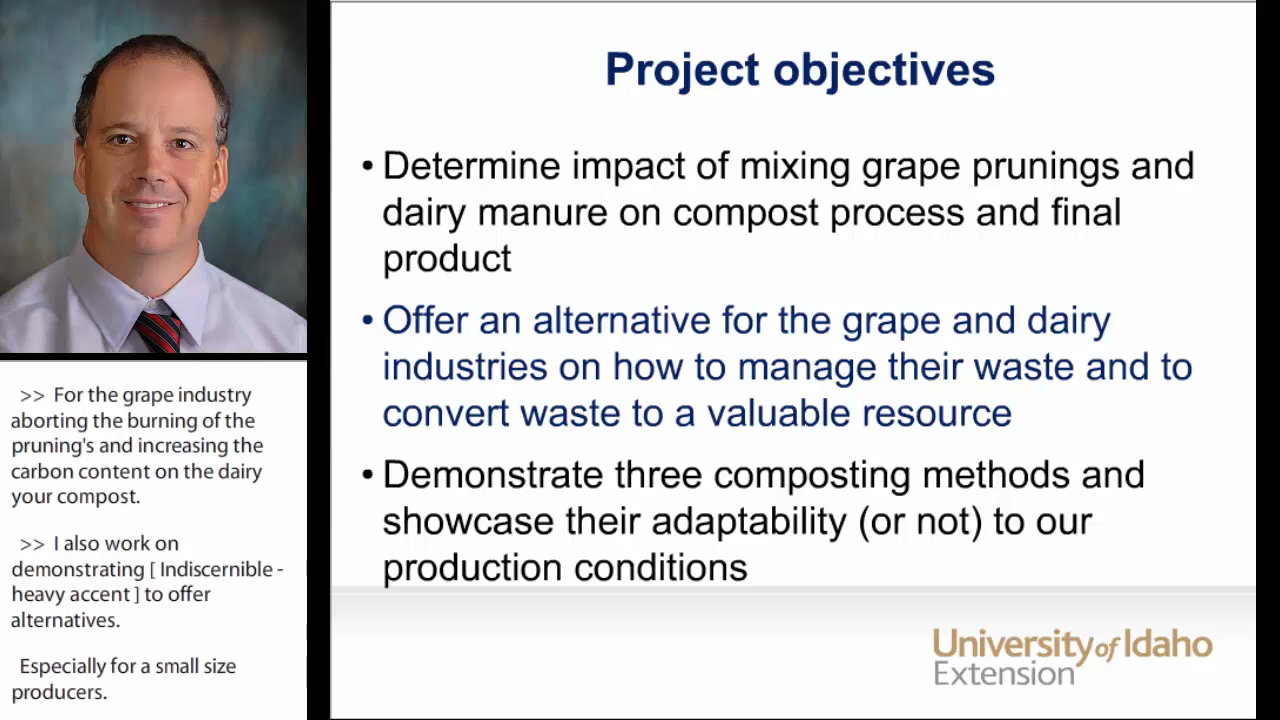 Project objectives
• Determine impact of mixing grape prunings and
dairy manure on compost process and final
product
• Offer an alternative for the grape and dairy
industries on how to manage their waste and to
convert waste to a valuable resource
• Demonstrate three composting methods and
showcase their adaptability (or not) to our
production conditions
University of Idaho
Extension
>> For the grape industry
aborting the burning of the
pruning's and increasing the
carbon content on the dairy
your compost.
>> I also work on
demonstrating [ Indiscernible -
heavy accent ] to offer
alternatives.
Especially for a small size
producers.